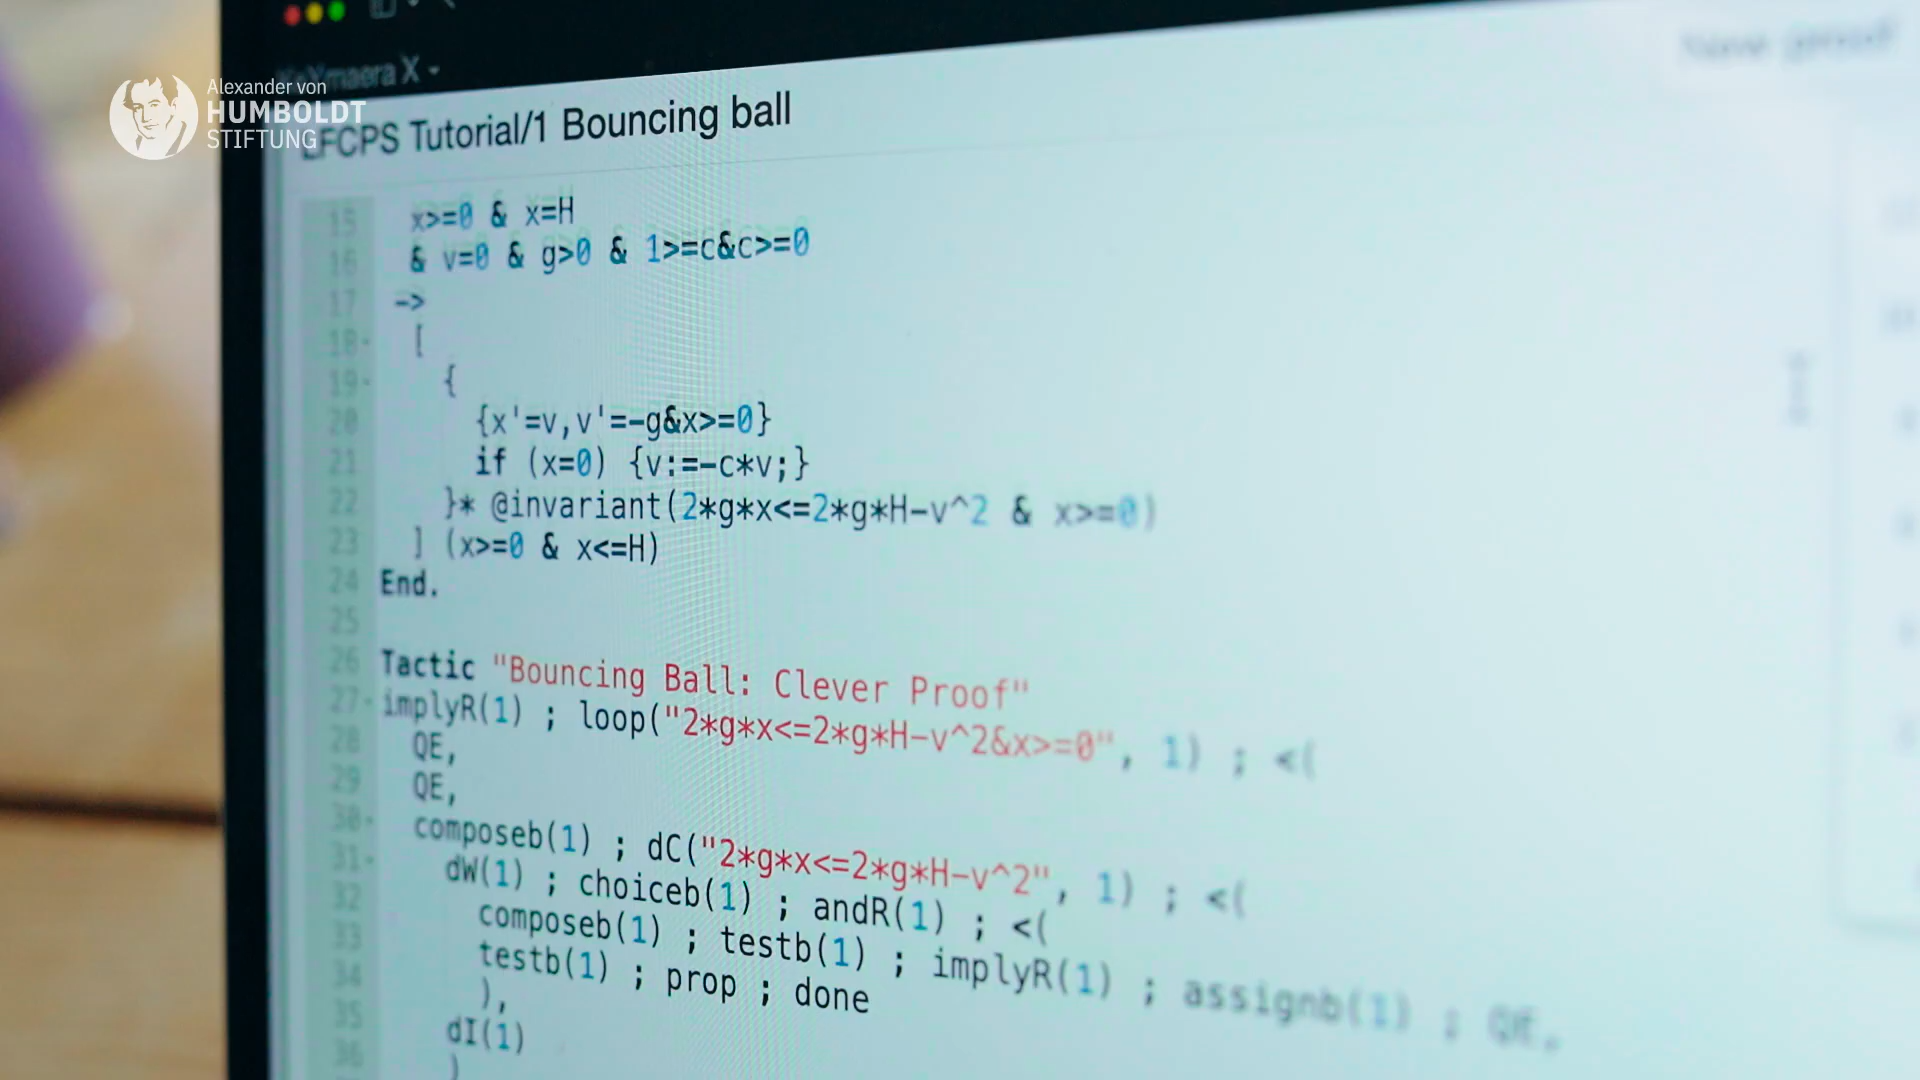 KeYmaera X
New proof
Alexander von
HUMBOLDT
STIFTUNG
LFCPS Tutorial/1 Bouncing ball
15 x>=0 & x=H
16 & v=0 & g>0 & 1>=c&c>=0
17 ->
18 [
19 {
20 {x'=v,v'=-g&x>=0}
21 if (x=0) {v:=-c*v;}
22 }* @invariant(2*g*x<=2*g*H-v^2 & x>=0)
23 ] (x>=0 & x<=H)
24 End.
25
26 Tactic "Bouncing Ball: Clever Proof"
27 implyR(1) ; loop("2*g*x<=2*g*H-v^2&x>=0", 1) ; <(
28 QE,
29 QE,
30 composeb(1) ; dC("2*g*x<=2*g*H-v^2", 1) ; <(
31 dW(1) ; choiceb(1) ; andR(1) ; <(
32 composeb(1) ; testb(1) ; implyR(1) ; assignb(1) ; QE,
33 testb(1) ; prop ; done
34 ),
35 dI(1)
36 )